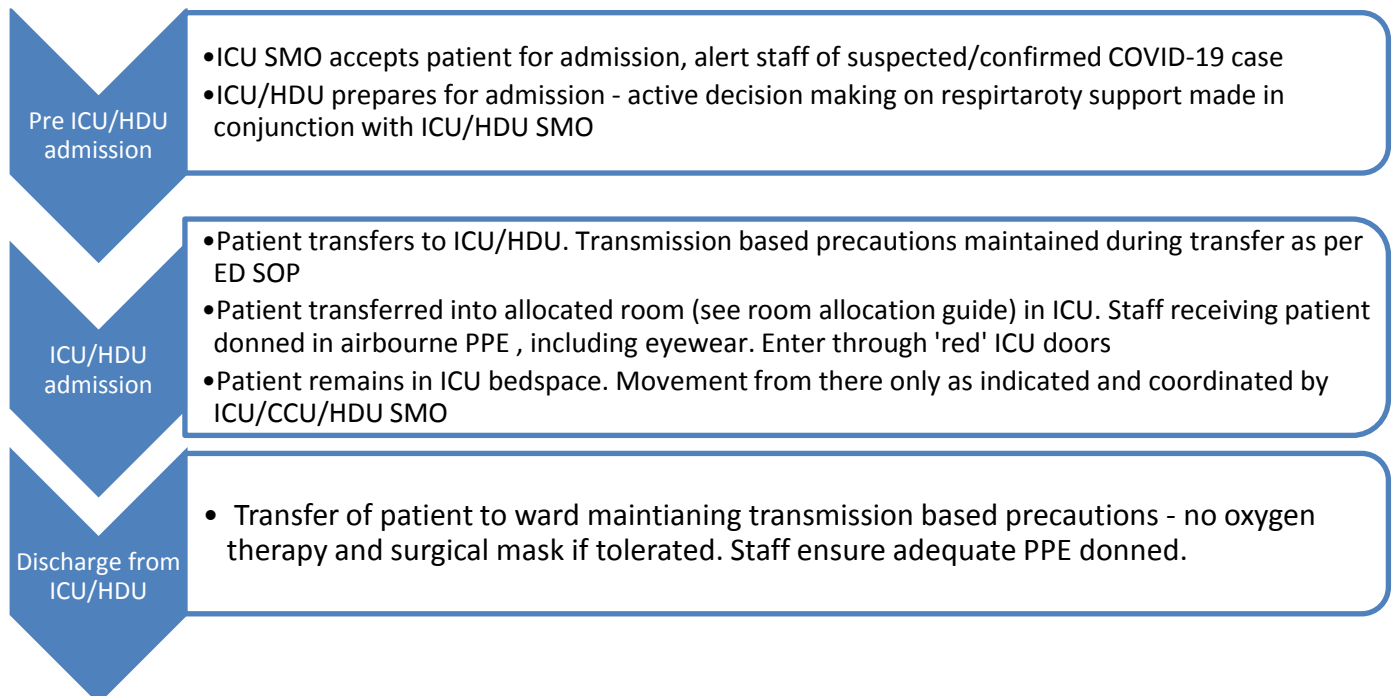 Pre ICU/HDU
admission
•ICU SMO accepts patient for admission, alert staff of suspected/confirmed COVID-19 case
•ICU/HDU prepares for admission - active decision making on respirtaroty support made in
conjunction with ICU/HDU SMO
ICU/HDU
admission
•Patient transfers to ICU/HDU. Transmission based precautions maintained during transfer as per
ED SOP
•Patient transferred into allocated room (see room allocation guide) in ICU. Staff receiving patient
donned in airbourne PPE , including eyewear. Enter through 'red' ICU doors
•Patient remains in ICU bedspace. Movement from there only as indicated and coordinated by
ICU/CCU/HDU SMO
Discharge from
ICU/HDU
• Transfer of patient to ward maintianing transmission based precautions - no oxygen
therapy and surgical mask if tolerated. Staff ensure adequate PPE donned.